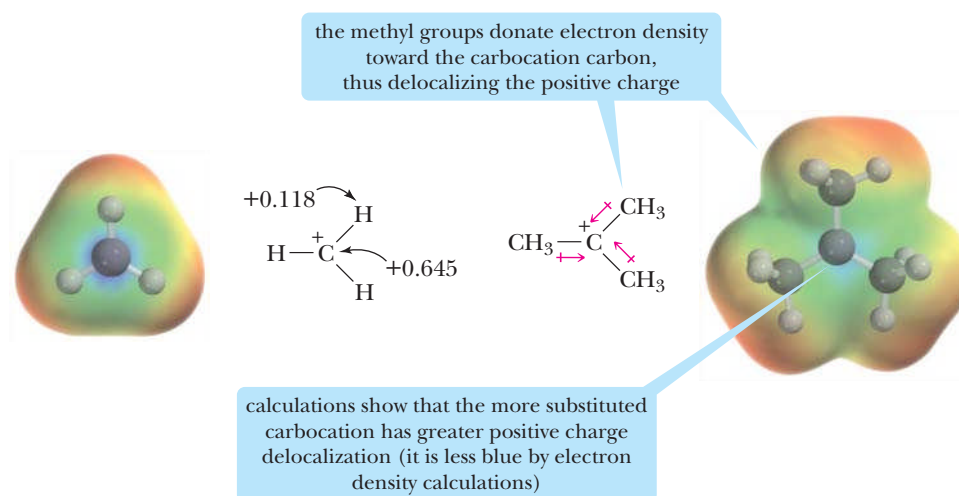 the methyl groups donate electron density
toward the carbocation carbon,
thus delocalizing the positive charge
+0.118
H
+
H—C
+0.645
H
CH₃
+
CH₃—C
CH₃
calculations show that the more substituted
carbocation has greater positive charge
delocalization (it is less blue by electron
density calculations)